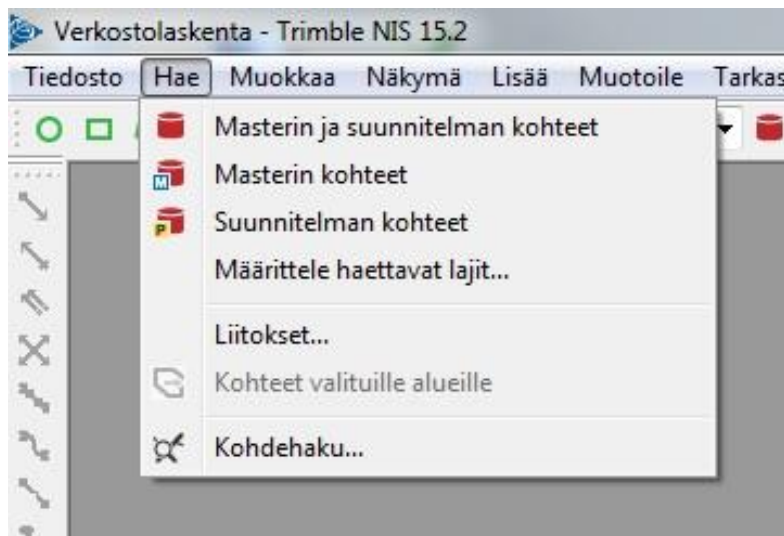 Verkostolaskenta - Trimble NIS 15.2
Tiedosto Hae Muokkaa Näkymä Lisää Muotoile Tarkas
Masterin ja suunnitelman kohteet
M Masterin kohteet
P Suunnitelman kohteet
Määrittele haettavat lajit...
Liitokset...
Kohteet valituille alueille
Kohdehaku...